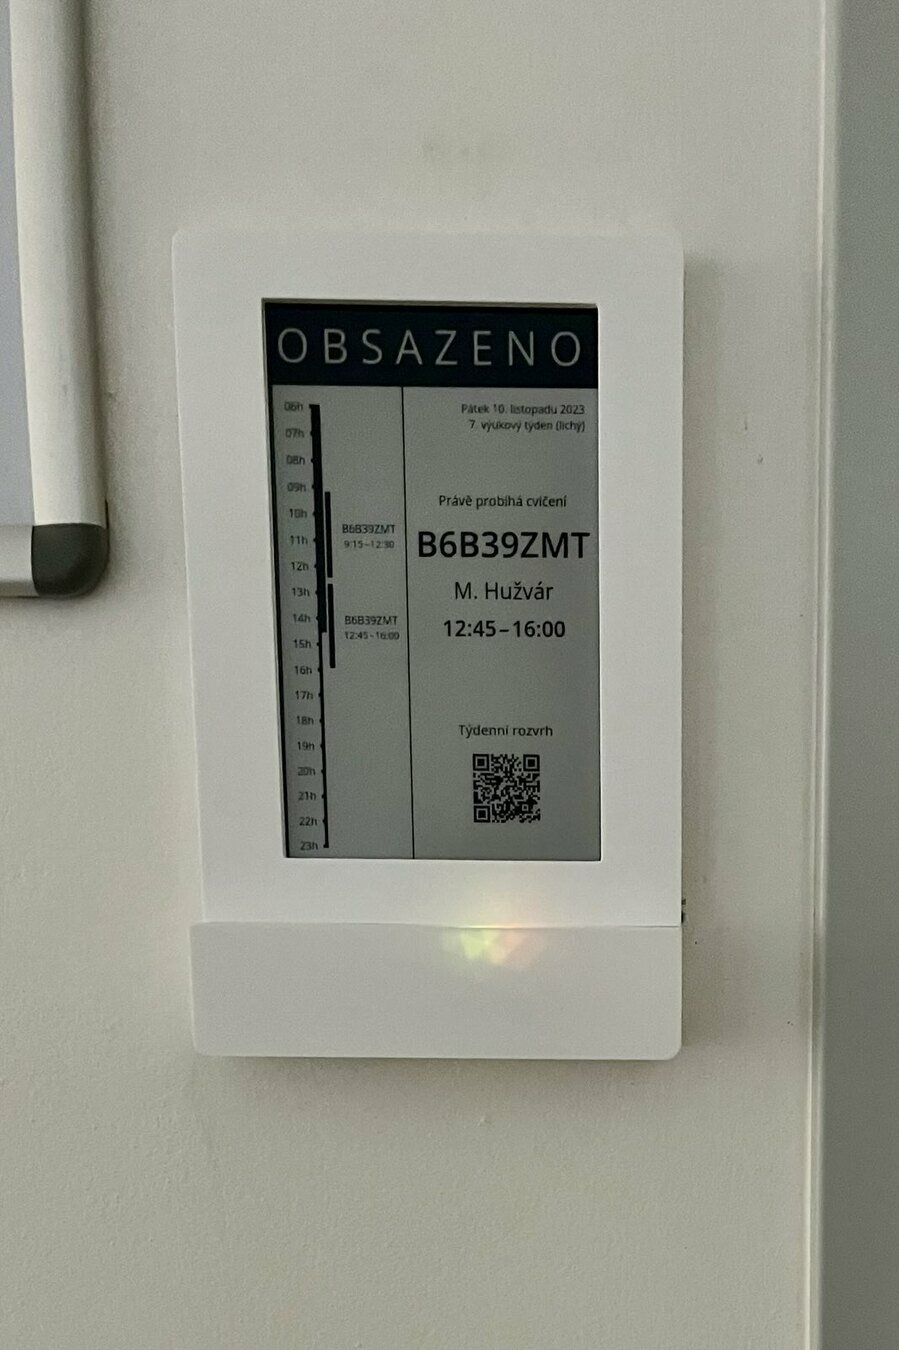 OBSAZENO
06h
07h
08h
09h
10h
11h
12h
13h
14h
15h
16h
17h
18h
19h
20h
21h
22h
23h
B6B39ZMT
9:15-12:30
B6B39ZMT
12:45-16:00
Pátek 10. listopadu 2023
7. výukový týden (lichý)
Právě probíhá cvičení
B6B39ZMT
M. Hužvár
12:45–16:00
Týdenní rozvrh